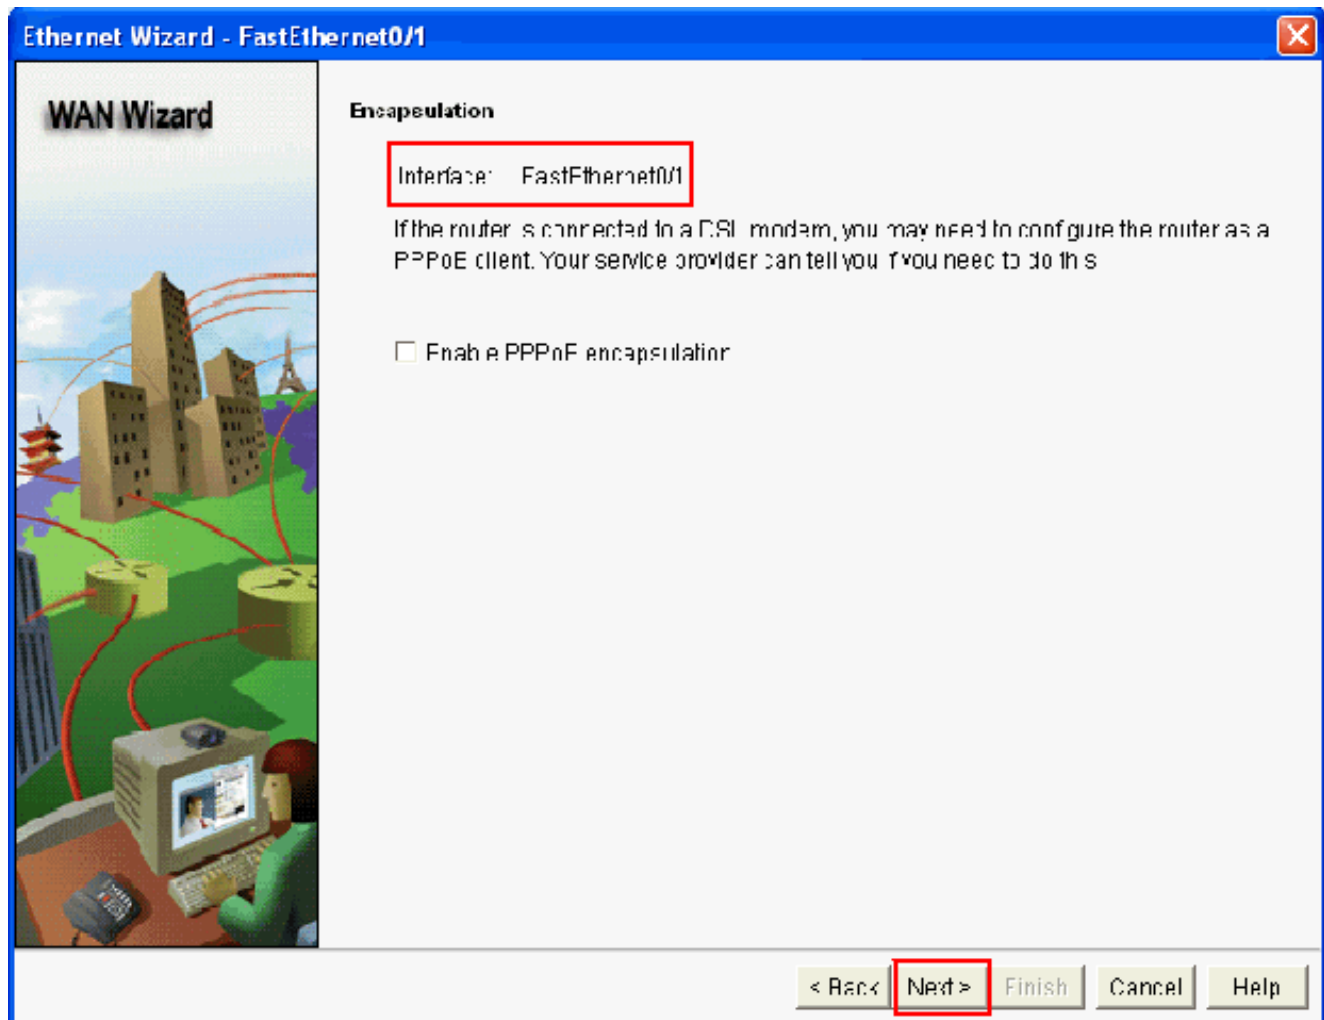 Ethernet Wizard - FastEthernet0/1
WAN Wizard
Encapsulation
Interface: FastEthernet0/1
If the router is connected to a DSL modem, you may need to configure the router as a
PPPoE client. Your service provider can tell you if you need to do this
Enable PPPoE encapsulation
< Back Next > Finish Cancel Help